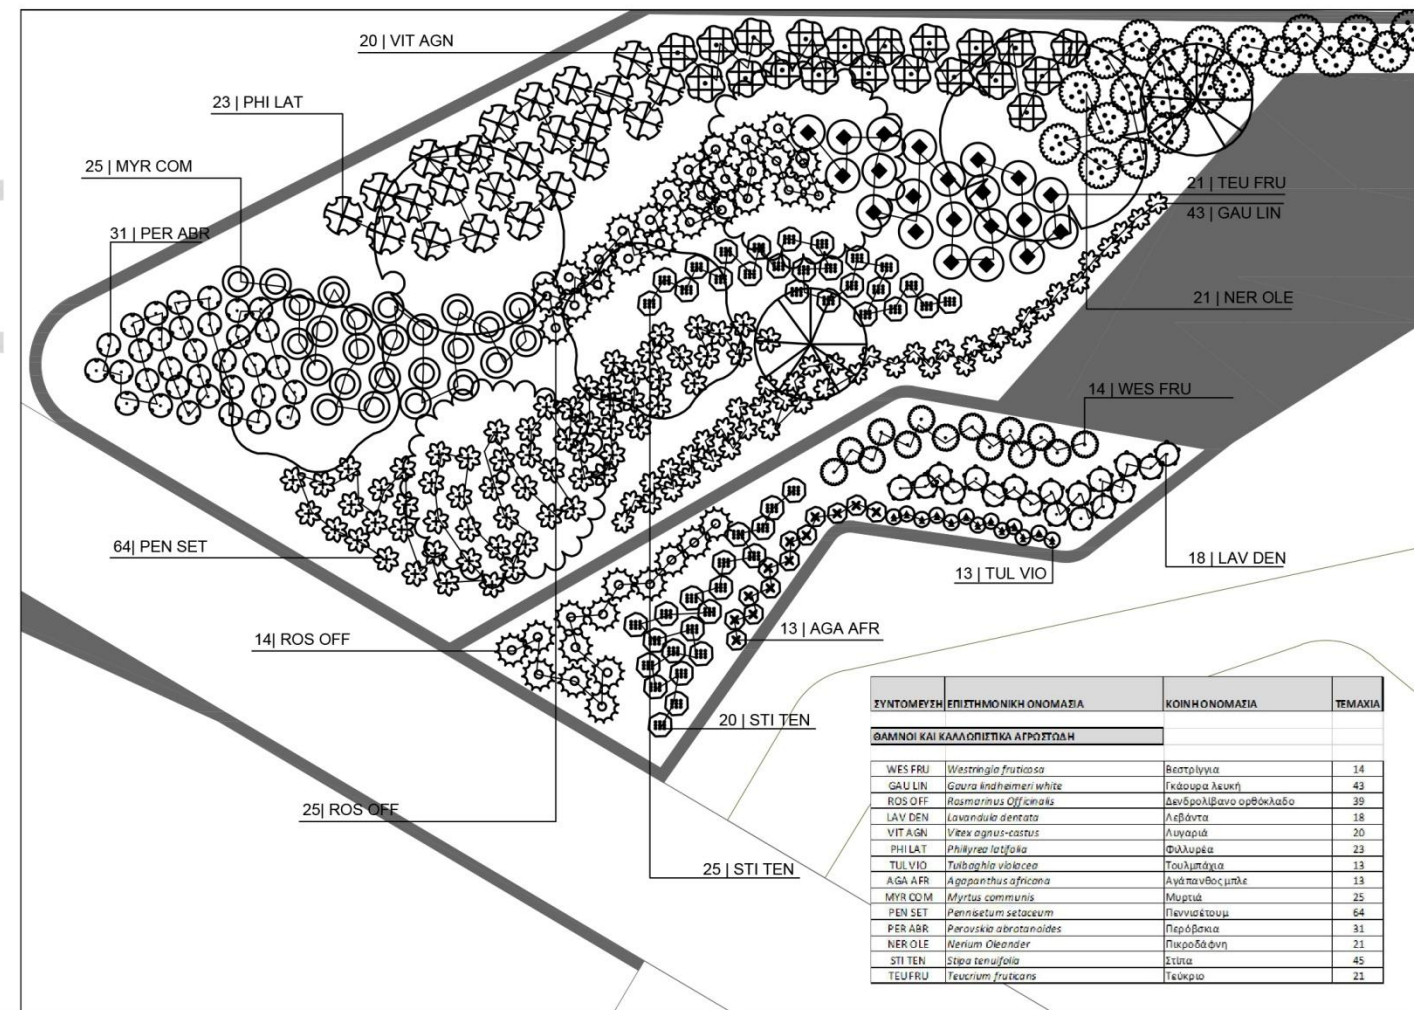 20 | VIT AGN
23 | PHI LAT
25 | MYR COM
21 | TEU FRU
43 | GAU LIN
31 | PER ABR
21 | NER OLE
14 | WES FRU
64| PEN SET
18 | LAV DEN
13 | TUL VIO
14| ROS OFF
13 | AGA AFR
20 | STI TEN
25| ROS OFF
25 | STI TEN
ΣΥΝΤΟΜΕΥΣΗ ΕΠΙΣΤΗΜΟΝΙΚΗ ΟΝΟΜΑΣΙΑ ΚΟΙΝΗ ΟΝΟΜΑΣΙΑ ΤΕΜΑΧΙΑ
ΘΑΜΝΟΙ ΚΑΙ ΚΑΛΛΩΠΙΣΤΙΚΑ ΑΓΡΩΣΤΩΔΗ
WES FRU Westringia fruticosa Βεστρίγγια 14
GAU LIN Gaura lindheimeri white Γκάουρα λευκή 43
ROS OFF Rosmarinus Officinalis Δενδρολίβανο ορθόκλαδο 39
LAV DEN Lavandula dentata Λεβάντα 18
VIT AGN Vitex agnus-castus Λυγαριά 20
PHI LAT Phillyrea latifolia Φιλλυρέα 23
TUL VIO Tulbaghia violacea Τουλμπάχια 13
AGA AFR Agapanthus africana Αγάπανθος μπλε 13
MYR COM Myrtus communis Μυρτιά 25
PEN SET Pennisetum setaceum Πεννισέτουμ 64
PER ABR Perovskia abrotanoides Περόβσκια 31
NER OLE Nerium Oleander Πικροδάφνη 21
STI TEN Stipa tenuifolia Στίπα 45
TEU FRU Teucrium fruticans Τεύκριο 21